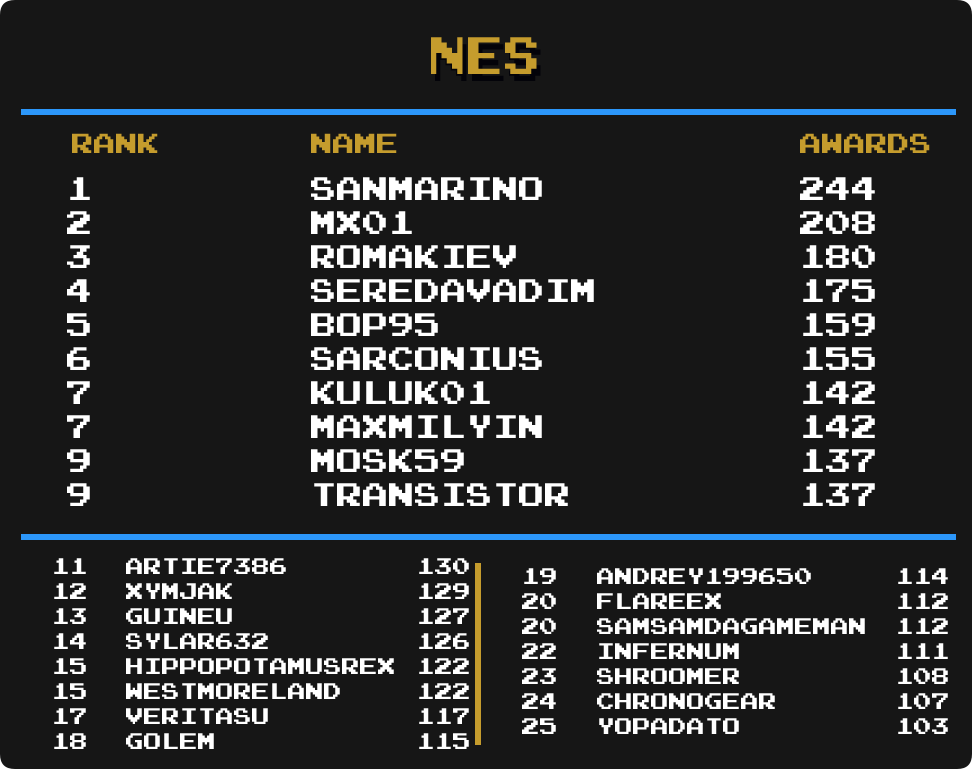 NES
RANK NAME AWARDS
1 SANMARINO 244
2 MX01 208
3 ROMAKIEV 180
4 SEREDAVADIM 175
5 BOP95 159
6 SARCONIUS 155
7 KULUK01 142
7 MAXMILYIN 142
9 MOSK59 137
9 TRANSISTOR 137
11 ARTIE7386 130
12 XYMJAK 129
13 GUINEU 127
14 SYLAR632 126
15 HIPPOPOTAMUSREX 122
15 WESTMORELAND 122
17 VERITASU 117
18 GOLEM 115
19 ANDREY199650 114
20 FLAREEX 112
20 SAMSAMDAGAMEMAN 112
22 INFERNUM 111
23 SHROOMER 108
24 CHRONOGEAR 107
25 YOPADATO 103